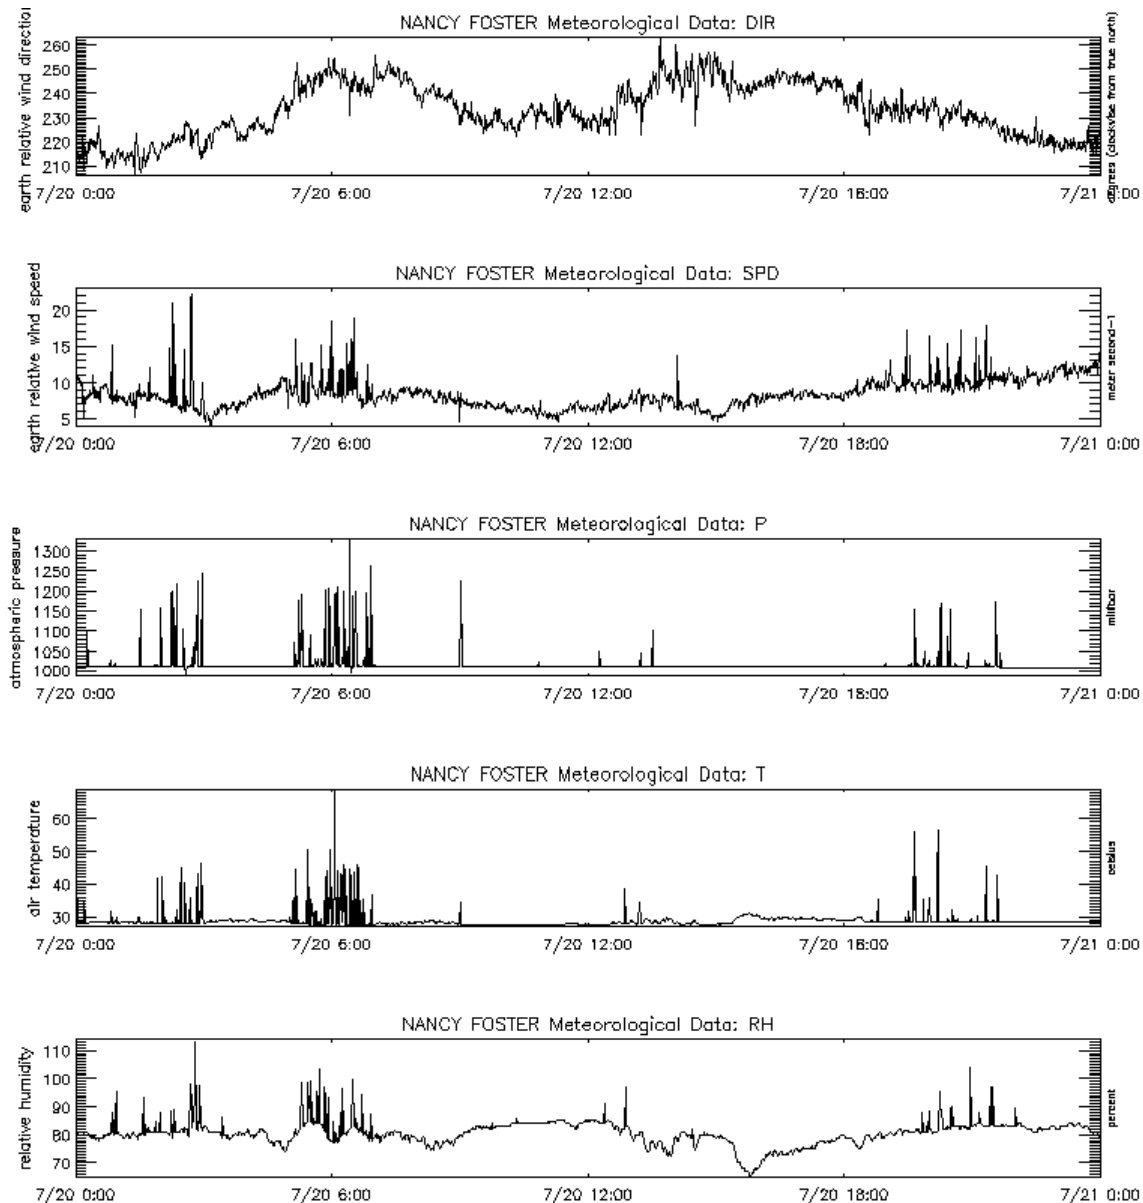 NANCY FOSTER Meteorological Data: DIR
earth relative wind direction
260
250
240
230
220
210
degrees (clockwise from true north)
7/20 0:00 7/20 6:00 7/20 12:00 7/20 18:00 7/21 0:00
NANCY FOSTER Meteorological Data: SPD
earth relative wind speed
20
15
10
5
meter second-1
7/20 0:00 7/20 6:00 7/20 12:00 7/20 18:00 7/21 0:00
NANCY FOSTER Meteorological Data: P
atmospheric pressure
1300
1250
1200
1150
1100
1050
1000
millibar
7/20 0:00 7/20 6:00 7/20 12:00 7/20 18:00 7/21 0:00
NANCY FOSTER Meteorological Data: T
air temperature
60
50
40
30
celsius
7/20 0:00 7/20 6:00 7/20 12:00 7/20 18:00 7/21 0:00
NANCY FOSTER Meteorological Data: RH
relative humidity
110
100
90
80
70
percent
7/20 0:00 7/20 6:00 7/20 12:00 7/20 18:00 7/21 0:00